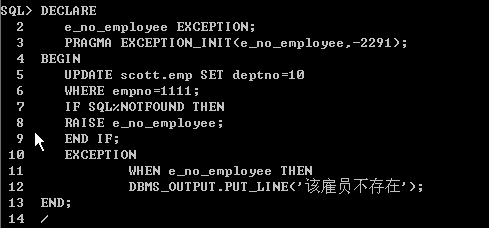 SQL> DECLARE
2 e_no_employee EXCEPTION;
3 PRAGMA EXCEPTION_INIT(e_no_employee,-2291);
4 BEGIN
5 UPDATE scott.emp SET deptno=10
6 WHERE empno=1111;
7 IF SQL%NOTFOUND THEN
8 RAISE e_no_employee;
9 END IF;
10 EXCEPTION
11 WHEN e_no_employee THEN
12 DBMS_OUTPUT.PUT_LINE('该雇员不存在');
13 END;
14 /